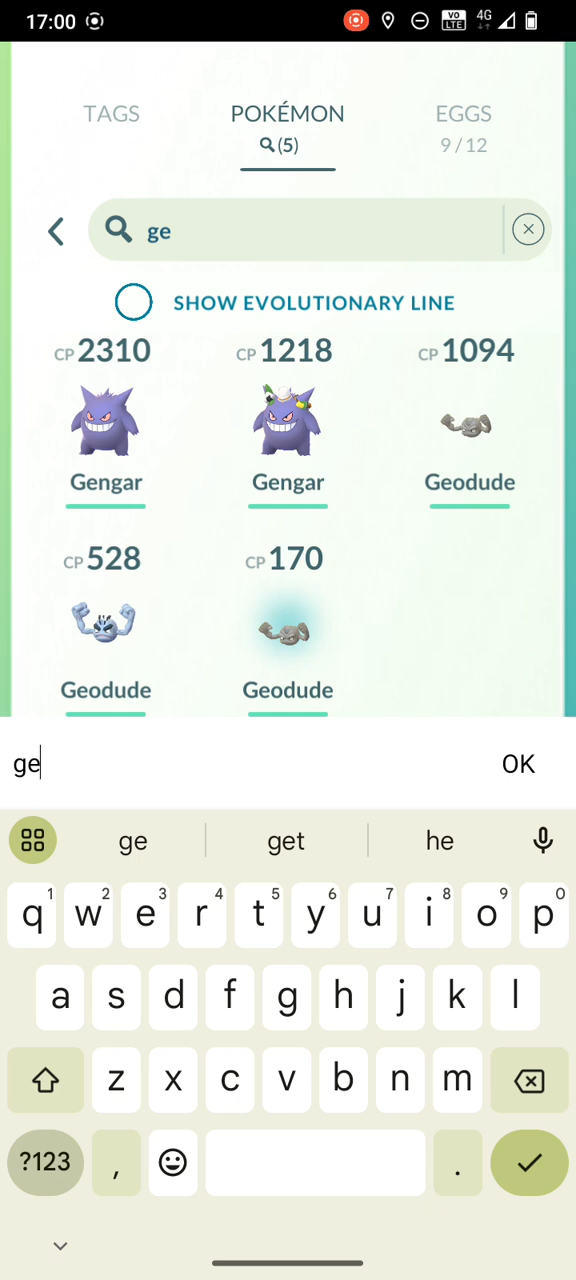 17:00 VO LTE 4G
TAGS POKÉMON EGGS
(5) 9 / 12
ge
SHOW EVOLUTIONARY LINE
CP2310 CP1218 CP1094
Gengar Gengar Geodude
CP528 CP170
Geodude Geodude
ge OK
ge get he
q1 w2 e3 r4 t5 y6 u7 i8 o9 p0
a s d f g h j k l
z x c v b n m
?123 , .